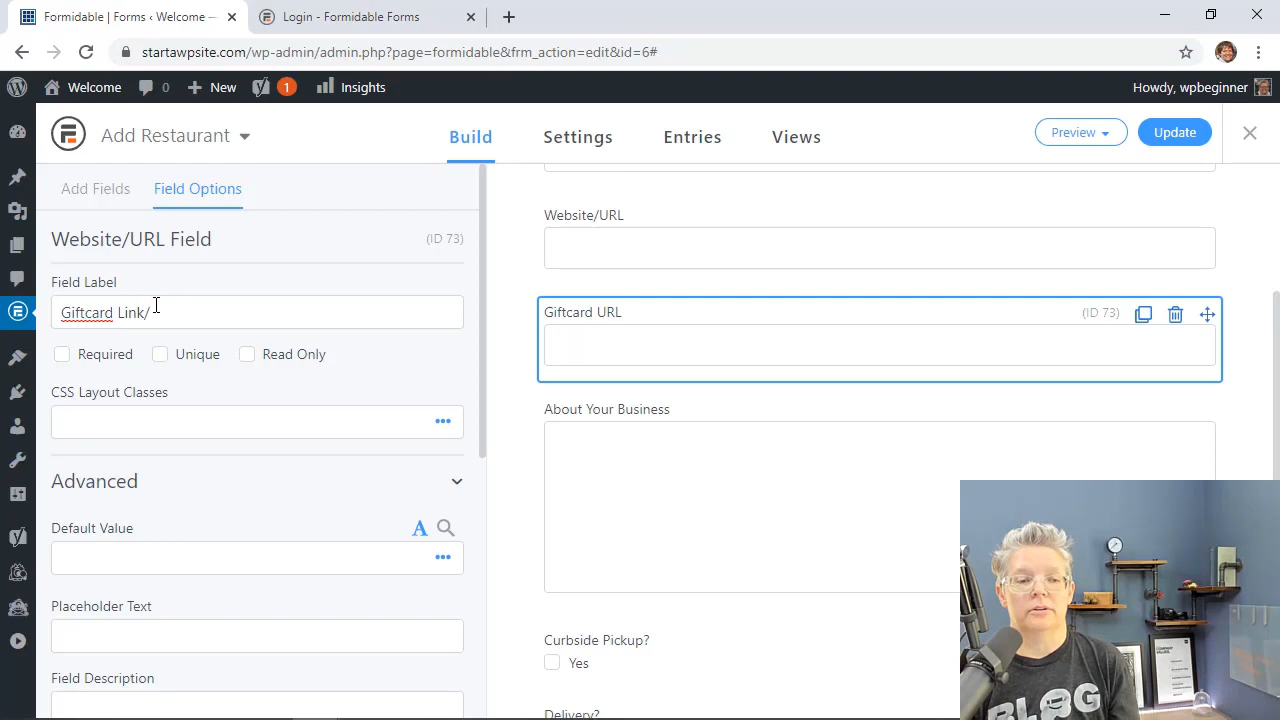 Formidable | Forms ‹ Welcome —
Login - Formidable Forms
startawpsite.com/wp-admin/admin.php?page=formidable&frm_action=edit&id=6#
Welcome 0 New 1 Insights
Howdy, wpbeginner
Add Restaurant
Build Settings Entries Views
Preview
Update
Add Fields Field Options
Website/URL Field (ID 73)
Field Label
Giftcard Link/
Required Unique Read Only
CSS Layout Classes
Advanced
Default Value
A
Placeholder Text
Field Description
Website/URL
Giftcard URL (ID 73)
About Your Business
Curbside Pickup?
Yes
Delivery?
BLOG